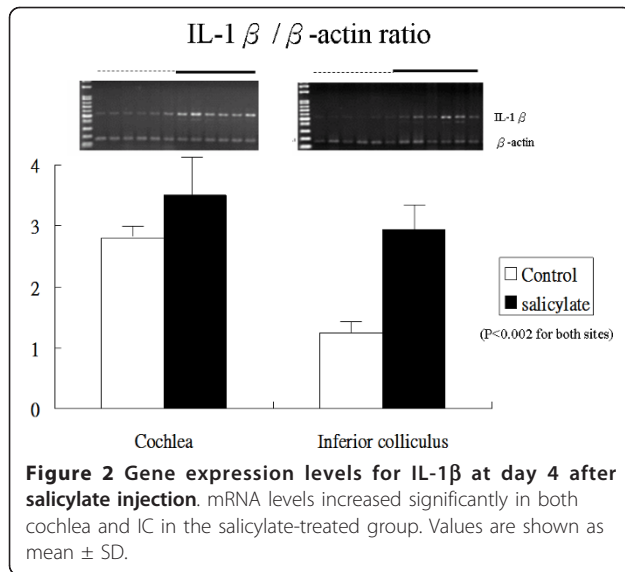 IL-1 β / β-actin ratio
IL-1 β
β-actin
4
3
2
1
0
Control
salicylate
(P<0.002 for both sites)
Cochlea
Inferior colliculus
Figure 2 Gene expression levels for IL-1β at day 4 after
salicylate injection. mRNA levels increased significantly in both
cochlea and IC in the salicylate-treated group. Values are shown as
mean ± SD.